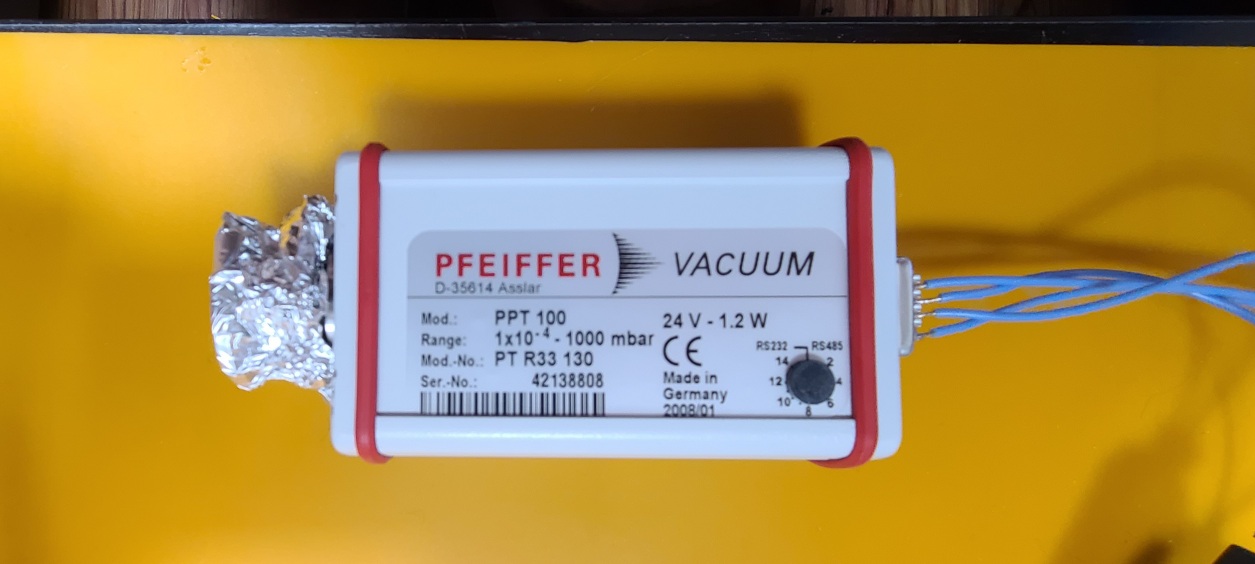 PFEIFFER VACUUM
D-35614 Asslar
Mod.: PPT 100 24 V - 1.2 W
Range: 1x10⁻⁴ - 1000 mbar CE
Mod.-No.: PT R33 130
Ser.-No.: 42138808
Made in
Germany
2008/01
RS232 RS485
14 2
12 4
10 6
8